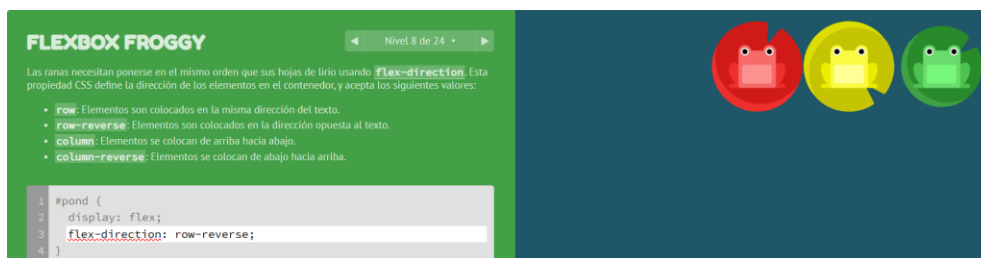 FLEXBOX FROGGY
◀ Nivel 8 de 24 ▶
Las ranas necesitan ponerse en el mismo orden que sus hojas de lirio usando flex-direction. Esta
propiedad CSS define la dirección de los elementos en el contenedor, y acepta los siguientes valores:
• row: Elementos son colocados en la misma dirección del texto.
• row-reverse: Elementos son colocados en la dirección opuesta al texto.
• column: Elementos se colocan de arriba hacia abajo.
• column-reverse: Elementos se colocan de abajo hacia arriba.
1 #pond {
2 display: flex;
3 flex-direction: row-reverse;
4 }